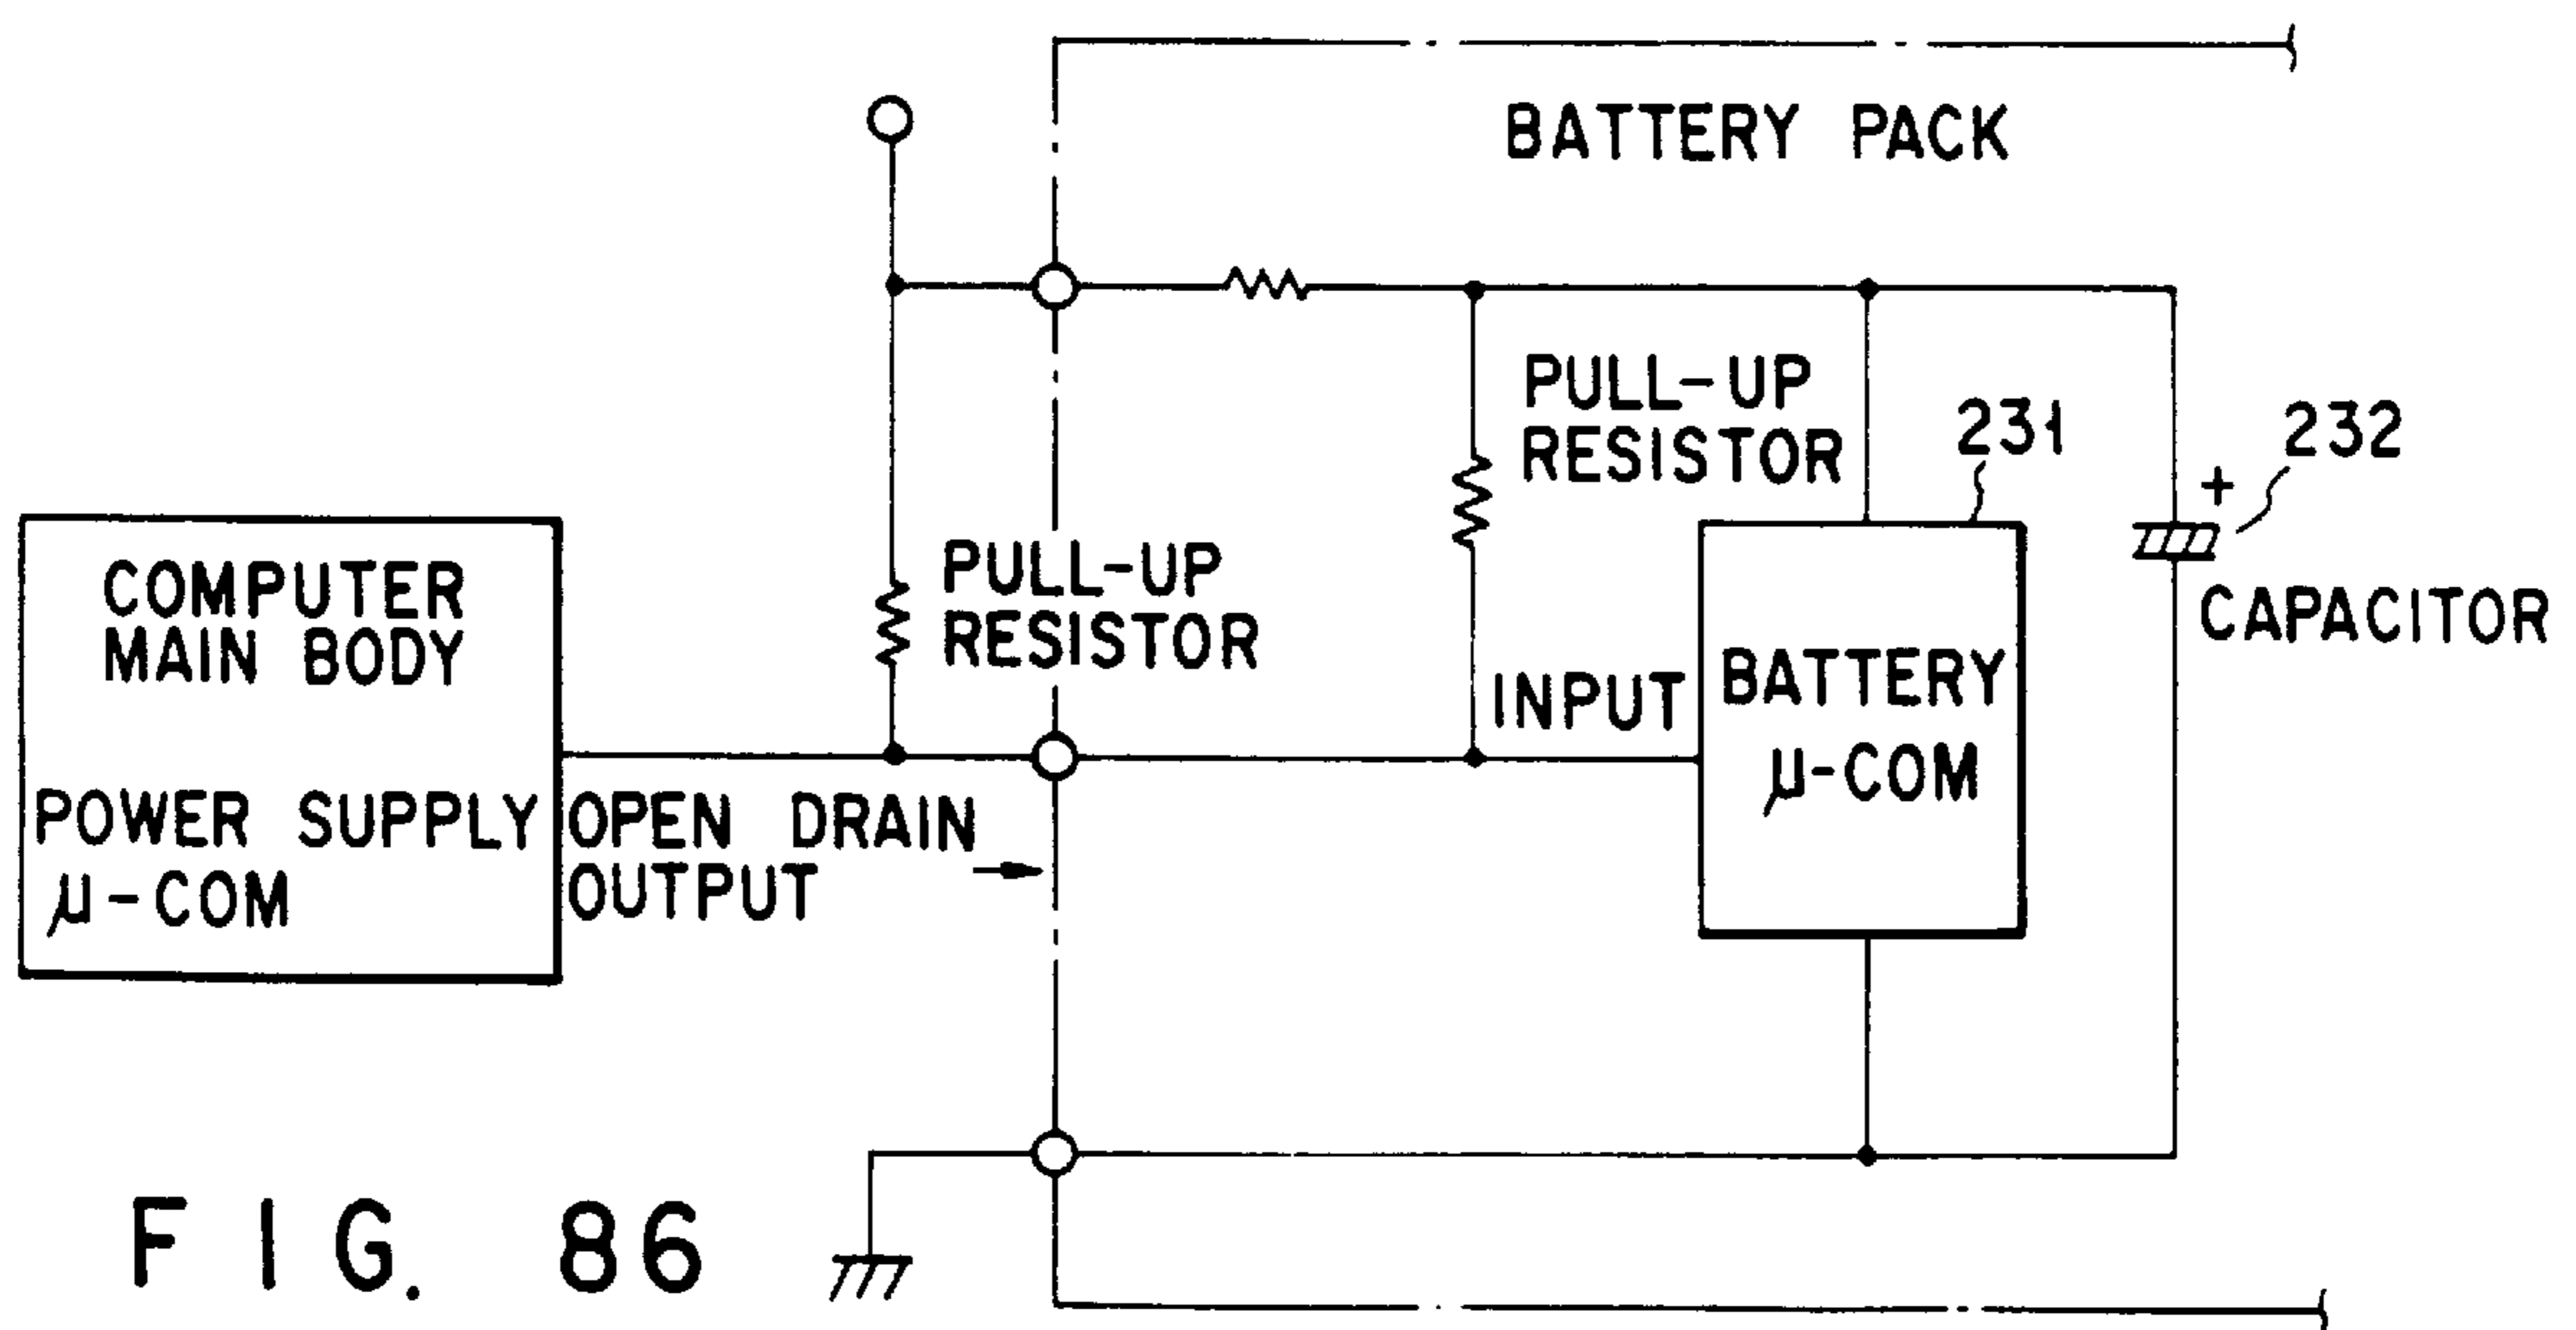 BATTERY PACK
PULL-UP
RESISTOR
231
232
+
COMPUTER
MAIN BODY
PULL-UP
RESISTOR
CAPACITOR
INPUT
BATTERY
μ-COM
POWER SUPPLY
μ-COM
OPEN DRAIN
OUTPUT
FIG. 86